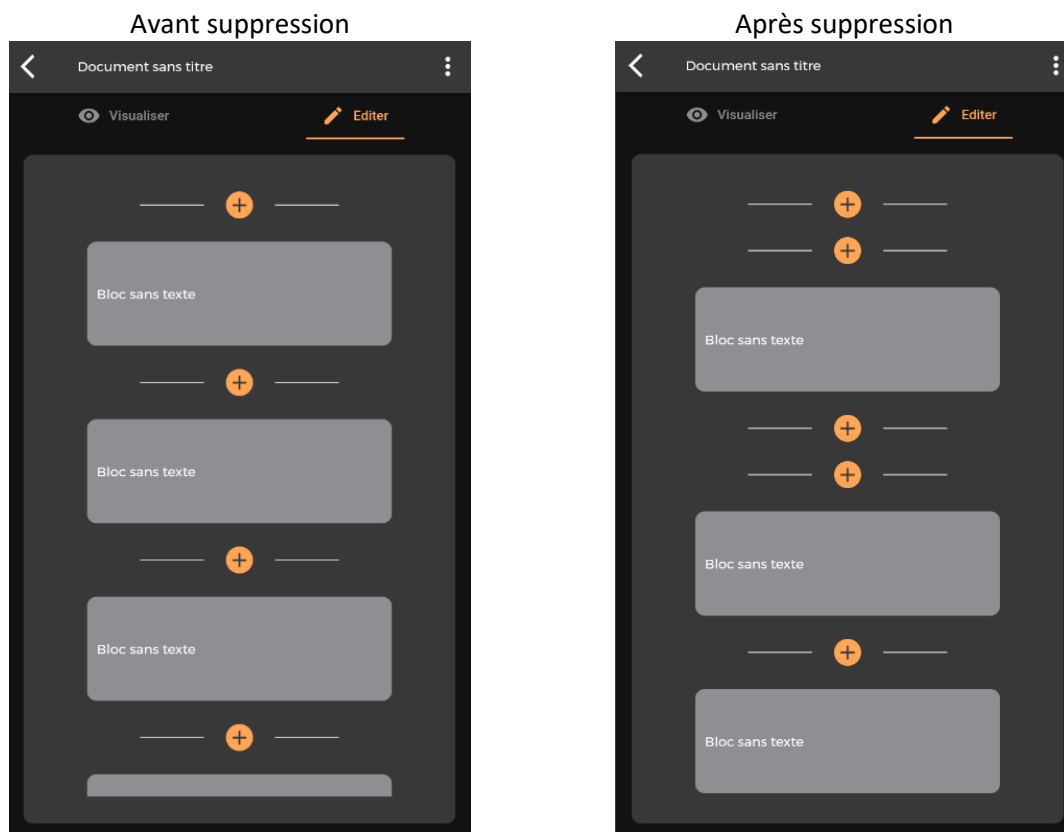 Avant suppression
Document sans titre
Visualiser
Editer
Bloc sans texte
Bloc sans texte
Bloc sans texte
Après suppression
Document sans titre
Visualiser
Editer
Bloc sans texte
Bloc sans texte
Bloc sans texte